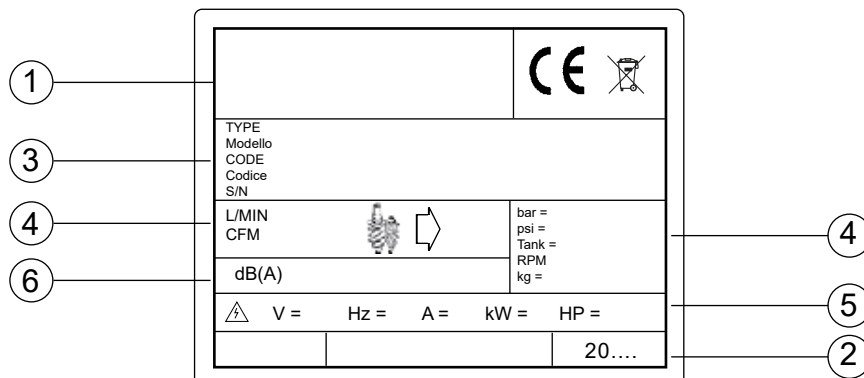 1
CE
TYPE
Modello
3
CODE
Codice
S/N
4
L/MIN
CFM
bar =
psi =
Tank =
RPM
kg =
4
6
dB(A)
V = Hz = A = kW = HP =
5
20....
2